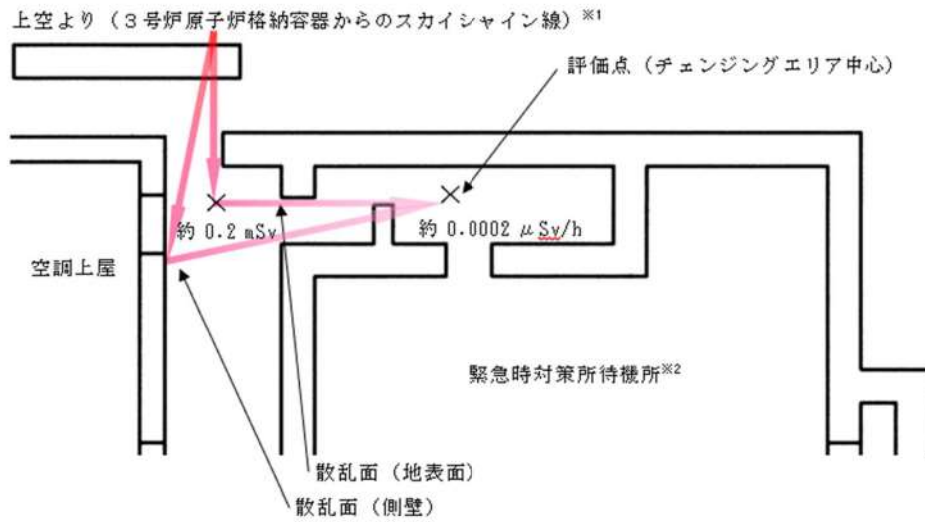 上空より（３号炉原子炉格納容器からのスカイシャイン線）※1
評価点（チェンジングエリア中心）
約 0.2 mSv
約 0.0002 μSv/h
空調上屋
緊急時対策所待機所※2
散乱面（地表面）
散乱面（側壁）